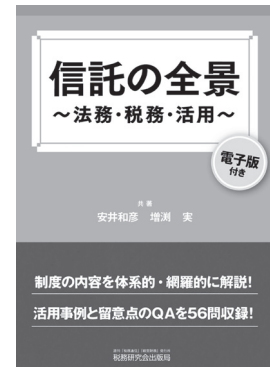 信託の全景
～法務・税務・活用～
電子版
付き
共著
安井和彦　増渕　実
制度の内容を体系的・網羅的に解説！
活用事例と留意点のQAを56問収録！
税務研究会出版局